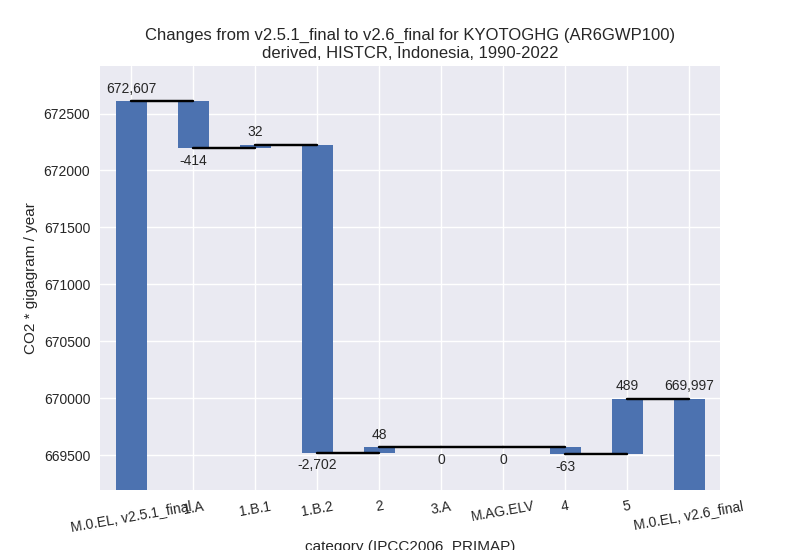 Changes from v2.5.1_final to v2.6_final for KYOTOGHG (AR6GWP100)
derived, HISTCR, Indonesia, 1990-2022
CO2 * gigagram / year
672500
672000
671500
671000
670500
670000
669500
672,607
-414
32
-2,702
48
0
0
-63
489
669,997
M.0.EL, v2.5.1_final
1.A
1.B.1
1.B.2
2
3.A
M.AG.ELV
4
5
M.0.EL, v2.6_final
category (IPCC2006_PRIMAP)